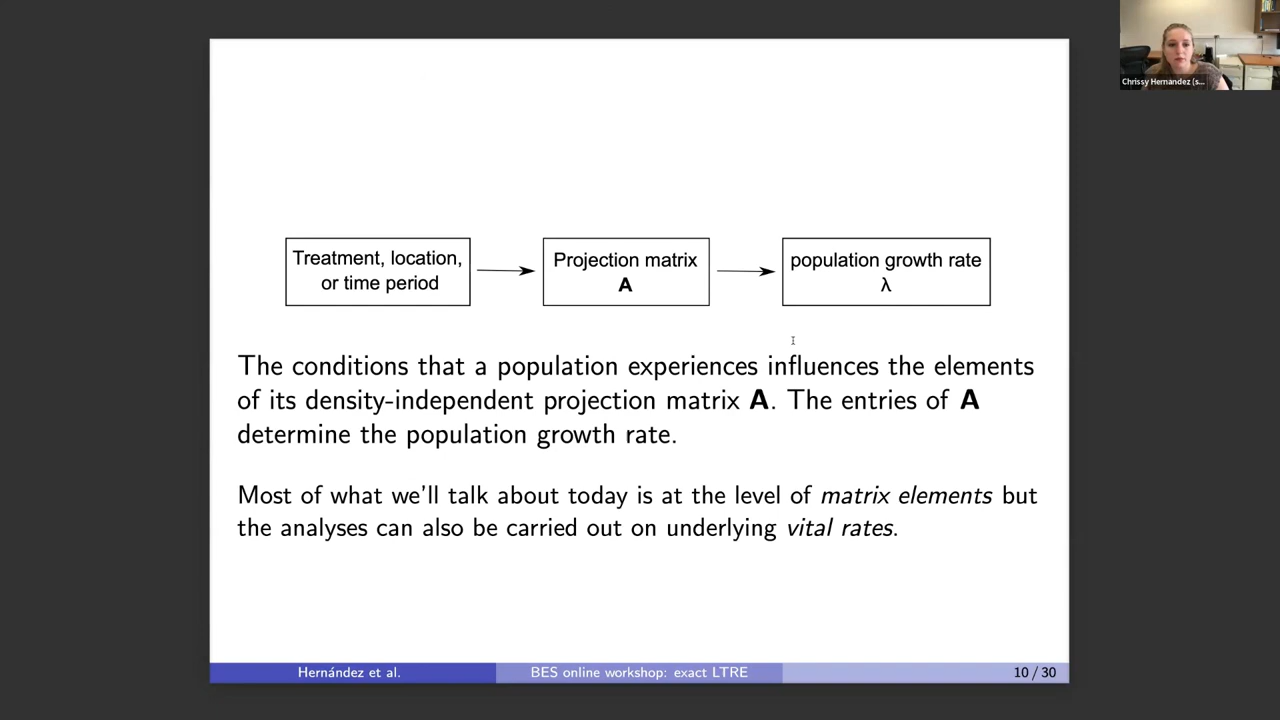 Chrissy Hernandez (s...
Treatment, location,
or time period
Projection matrix
A
population growth rate
λ
The conditions that a population experiences influences the elements
of its density-independent projection matrix A. The entries of A
determine the population growth rate.
Most of what we'll talk about today is at the level of matrix elements but
the analyses can also be carried out on underlying vital rates.
Hernández et al.
BES online workshop: exact LTRE
10 / 30